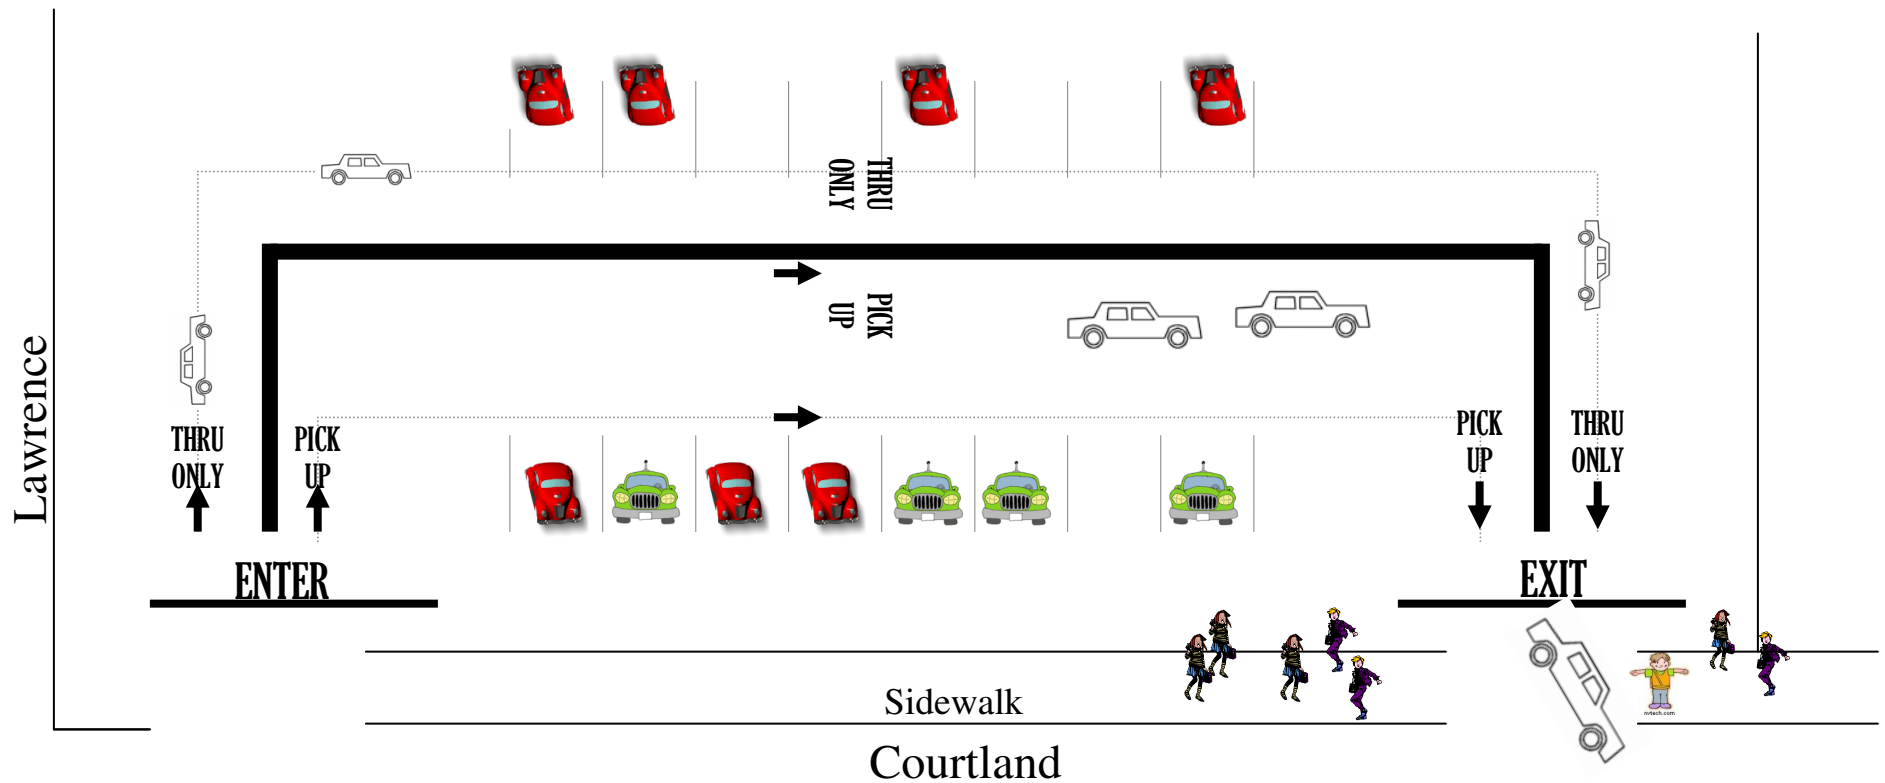 THRU
ONLY
PICK
UP
Lawrence
THRU
ONLY
PICK
UP
PICK
UP
THRU
ONLY
ENTER
EXIT
Sidewalk
Courtland